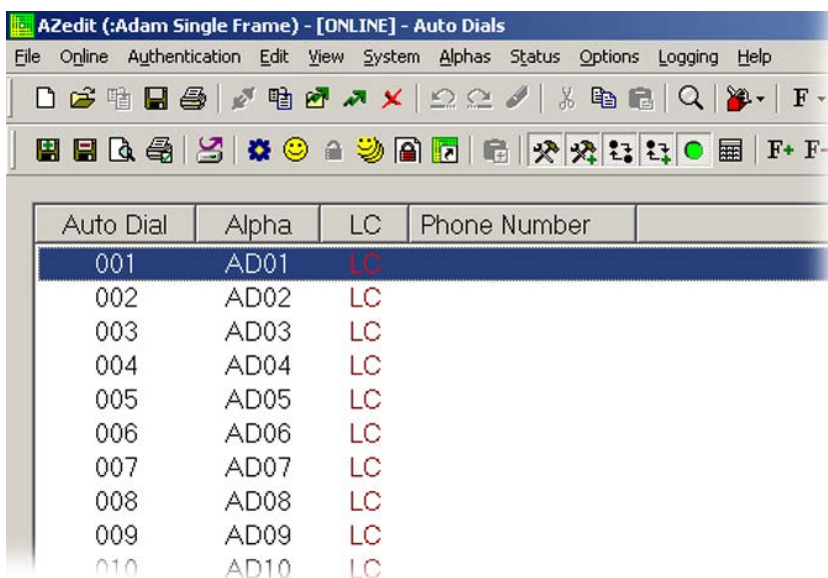 AZedit (:Adam Single Frame) - [ONLINE] - Auto Dials
File Online Authentication Edit View System Alphas Status Options Logging Help
F
F+ F-
Auto Dial Alpha LC Phone Number
001 AD01 LC
002 AD02 LC
003 AD03 LC
004 AD04 LC
005 AD05 LC
006 AD06 LC
007 AD07 LC
008 AD08 LC
009 AD09 LC
010 AD10 LC